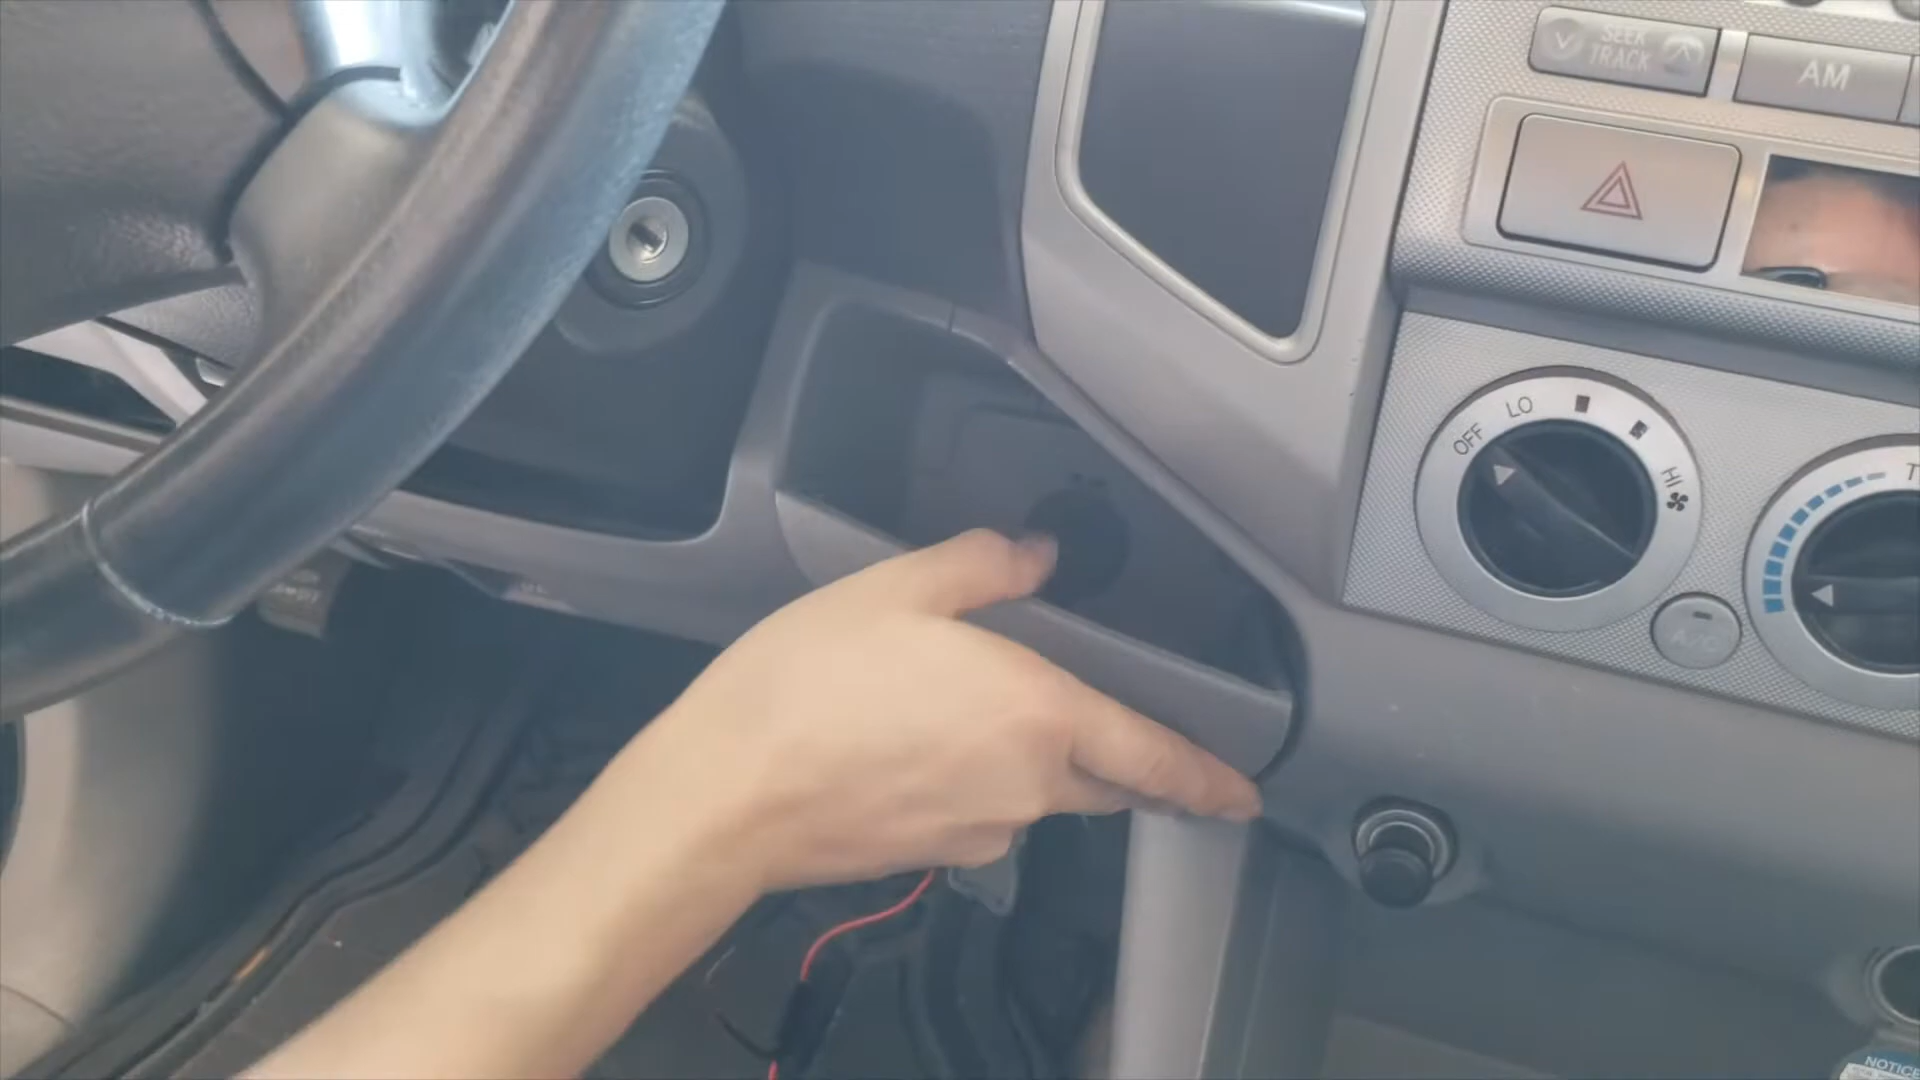 SEEK
TRACK
AM
OFF
LO
HI
A/C
T
NOTICE